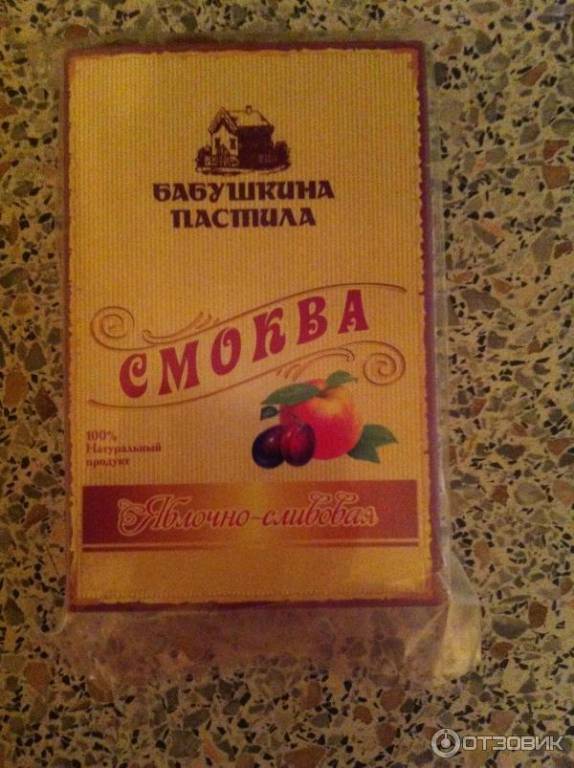 БАБУШКИНА
ПАСТИЛА
СМОКВА
100%
Натуральный
продукт
Яблочно-сливовая
ОТЗОВИК